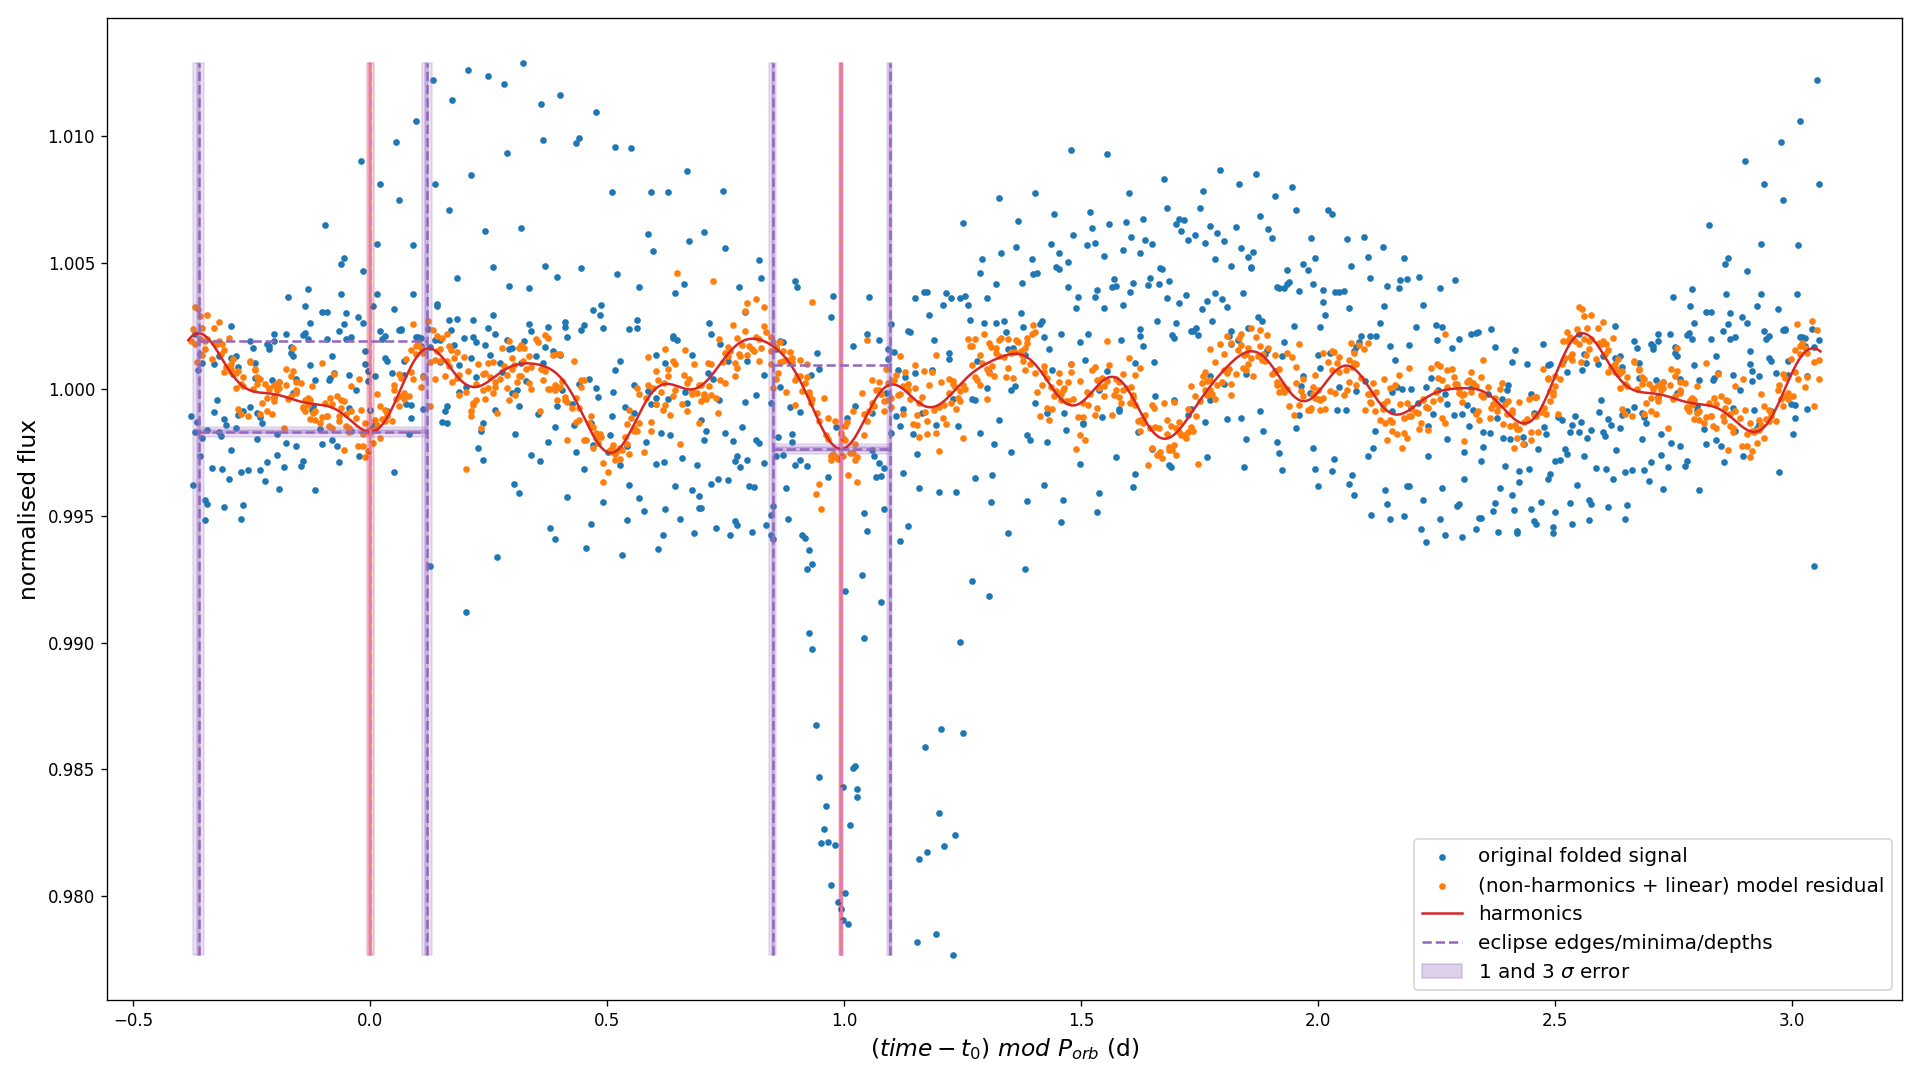 normalised flux
1.010
1.005
1.000
0.995
0.990
0.985
0.980
−0.5 0.0 0.5 1.0 1.5 2.0 2.5 3.0
(time − t₀) mod Pₒᵣᵦ (d)
original folded signal
(non-harmonics + linear) model residual
harmonics
eclipse edges/minima/depths
1 and 3 σ error